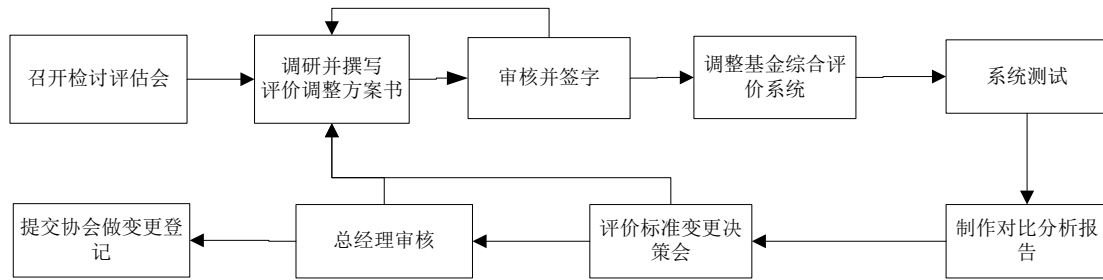 召开检讨评估会
调研并撰写
评价调整方案书
审核并签字
调整基金综合评
价系统
系统测试
提交协会做变更登
记
总经理审核
评价标准变更决
策会
制作对比分析报
告